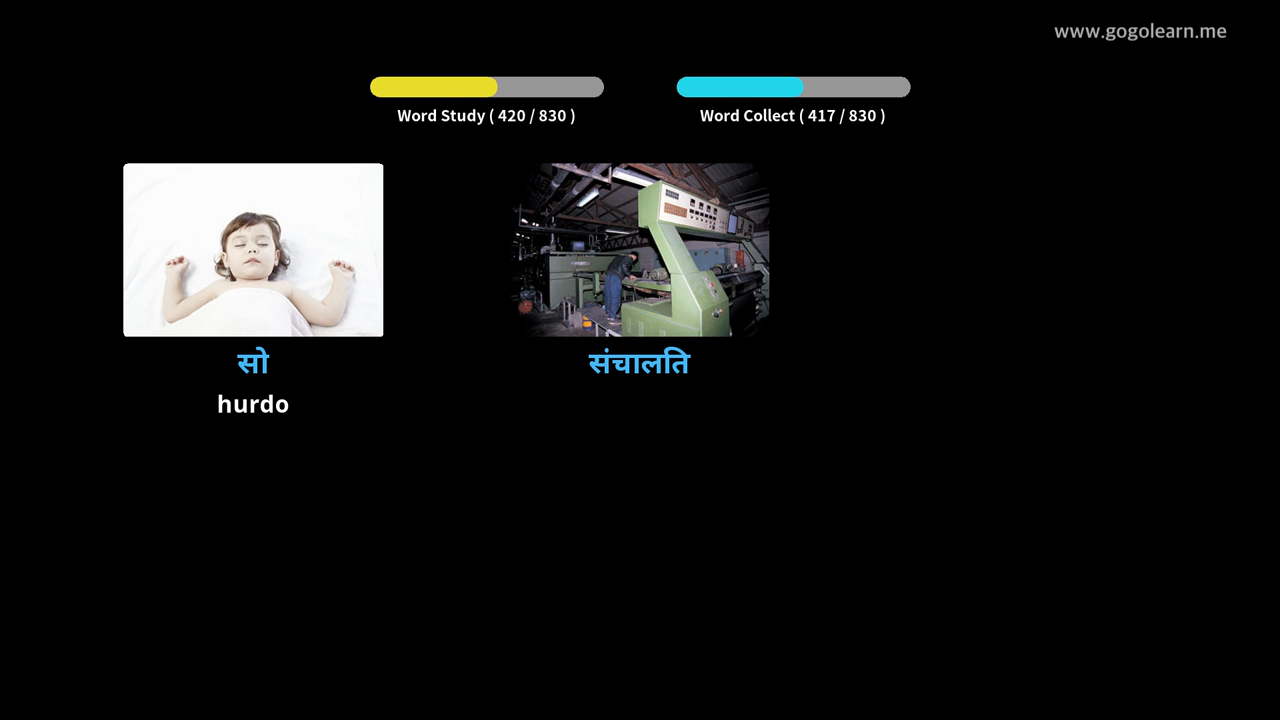 www.gogolearn.me
Word Study ( 420 / 830 )
Word Collect ( 417 / 830 )
सो
संचालति
hurdo